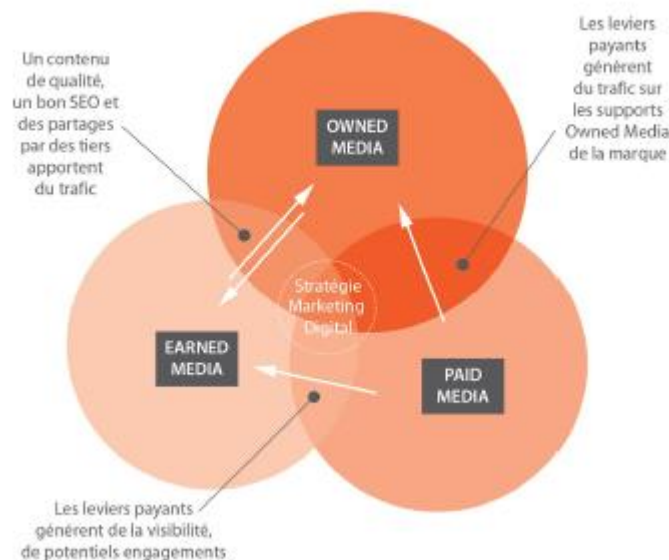 Un contenu
de qualité,
un bon SEO et
des partages
par des tiers
apportent
du trafic
Les leviers
payants
génèrent
du trafic sur
les supports
Owned Media
de la marque
OWNED
MEDIA
Stratégie
Marketing
Digital
EARNED
MEDIA
PAID
MEDIA
Les leviers payants
génèrent de la visibilité,
de potentiels engagements